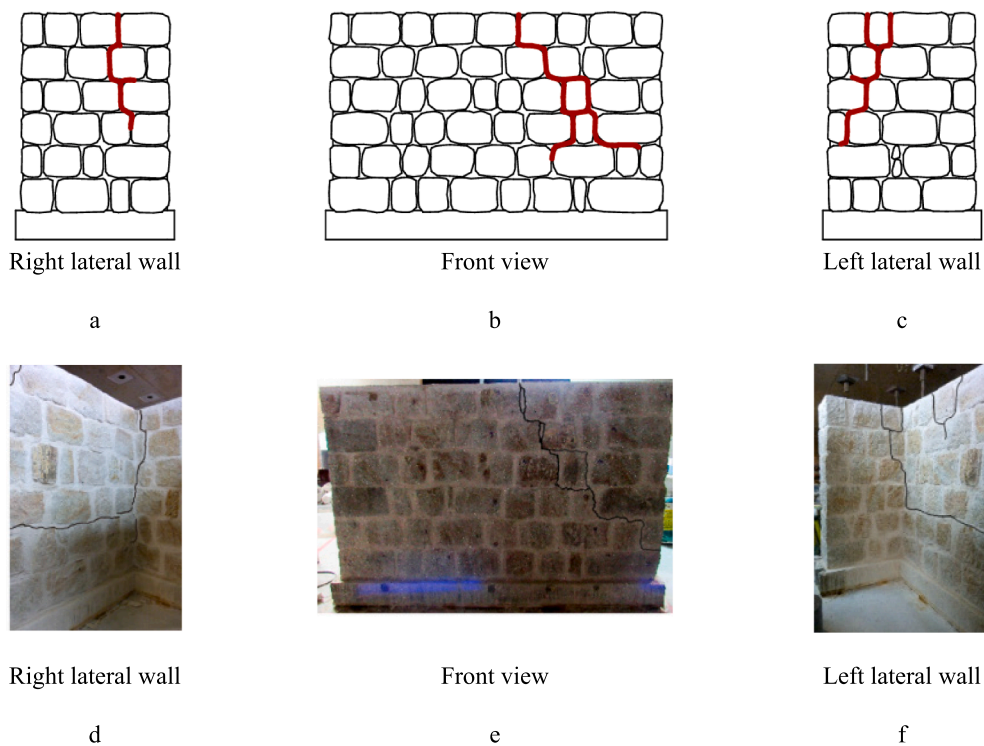 Right lateral wall
Front view
Left lateral wall
a
b
c
Right lateral wall
Front view
Left lateral wall
d
e
f